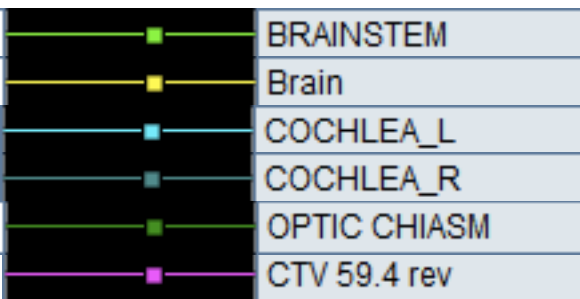 BRAINSTEM
Brain
COCHLEA_L
COCHLEA_R
OPTIC CHIASM
CTV 59.4 rev